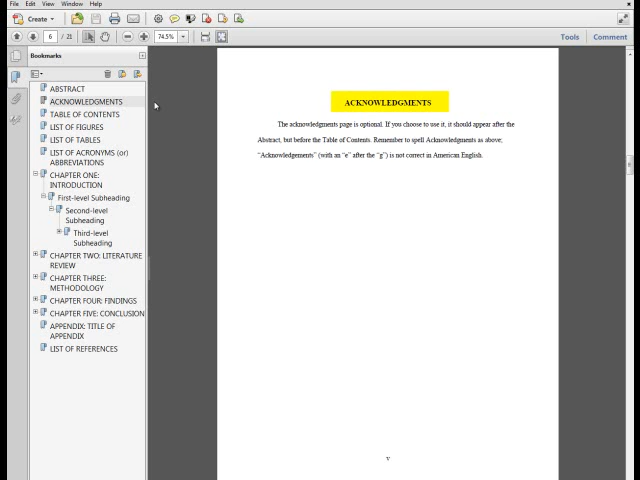 File Edit View Window Help
Create
6 / 21 74.5% Tools Comment
Bookmarks
ABSTRACT
ACKNOWLEDGMENTS
TABLE OF CONTENTS
LIST OF FIGURES
LIST OF TABLES
LIST OF ACRONYMS (or)
ABBREVIATIONS
CHAPTER ONE:
INTRODUCTION
First-level Subheading
Second-level
Subheading
Third-level
Subheading
CHAPTER TWO: LITERATURE
REVIEW
CHAPTER THREE:
METHODOLOGY
CHAPTER FOUR: FINDINGS
CHAPTER FIVE: CONCLUSION
APPENDIX: TITLE OF
APPENDIX
LIST OF REFERENCES
ACKNOWLEDGMENTS
The acknowledgments page is optional. If you choose to use it, it should appear after the
Abstract, but before the Table of Contents. Remember to spell Acknowledgments as above;
“Acknowledgements” (with an “e” after the “g”) is not correct in American English.
v